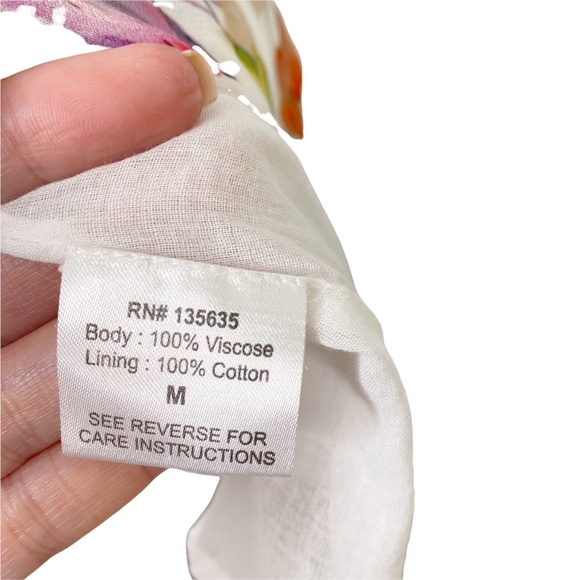 RN# 135635
Body : 100% Viscose
Lining : 100% Cotton
M
SEE REVERSE FOR
CARE INSTRUCTIONS